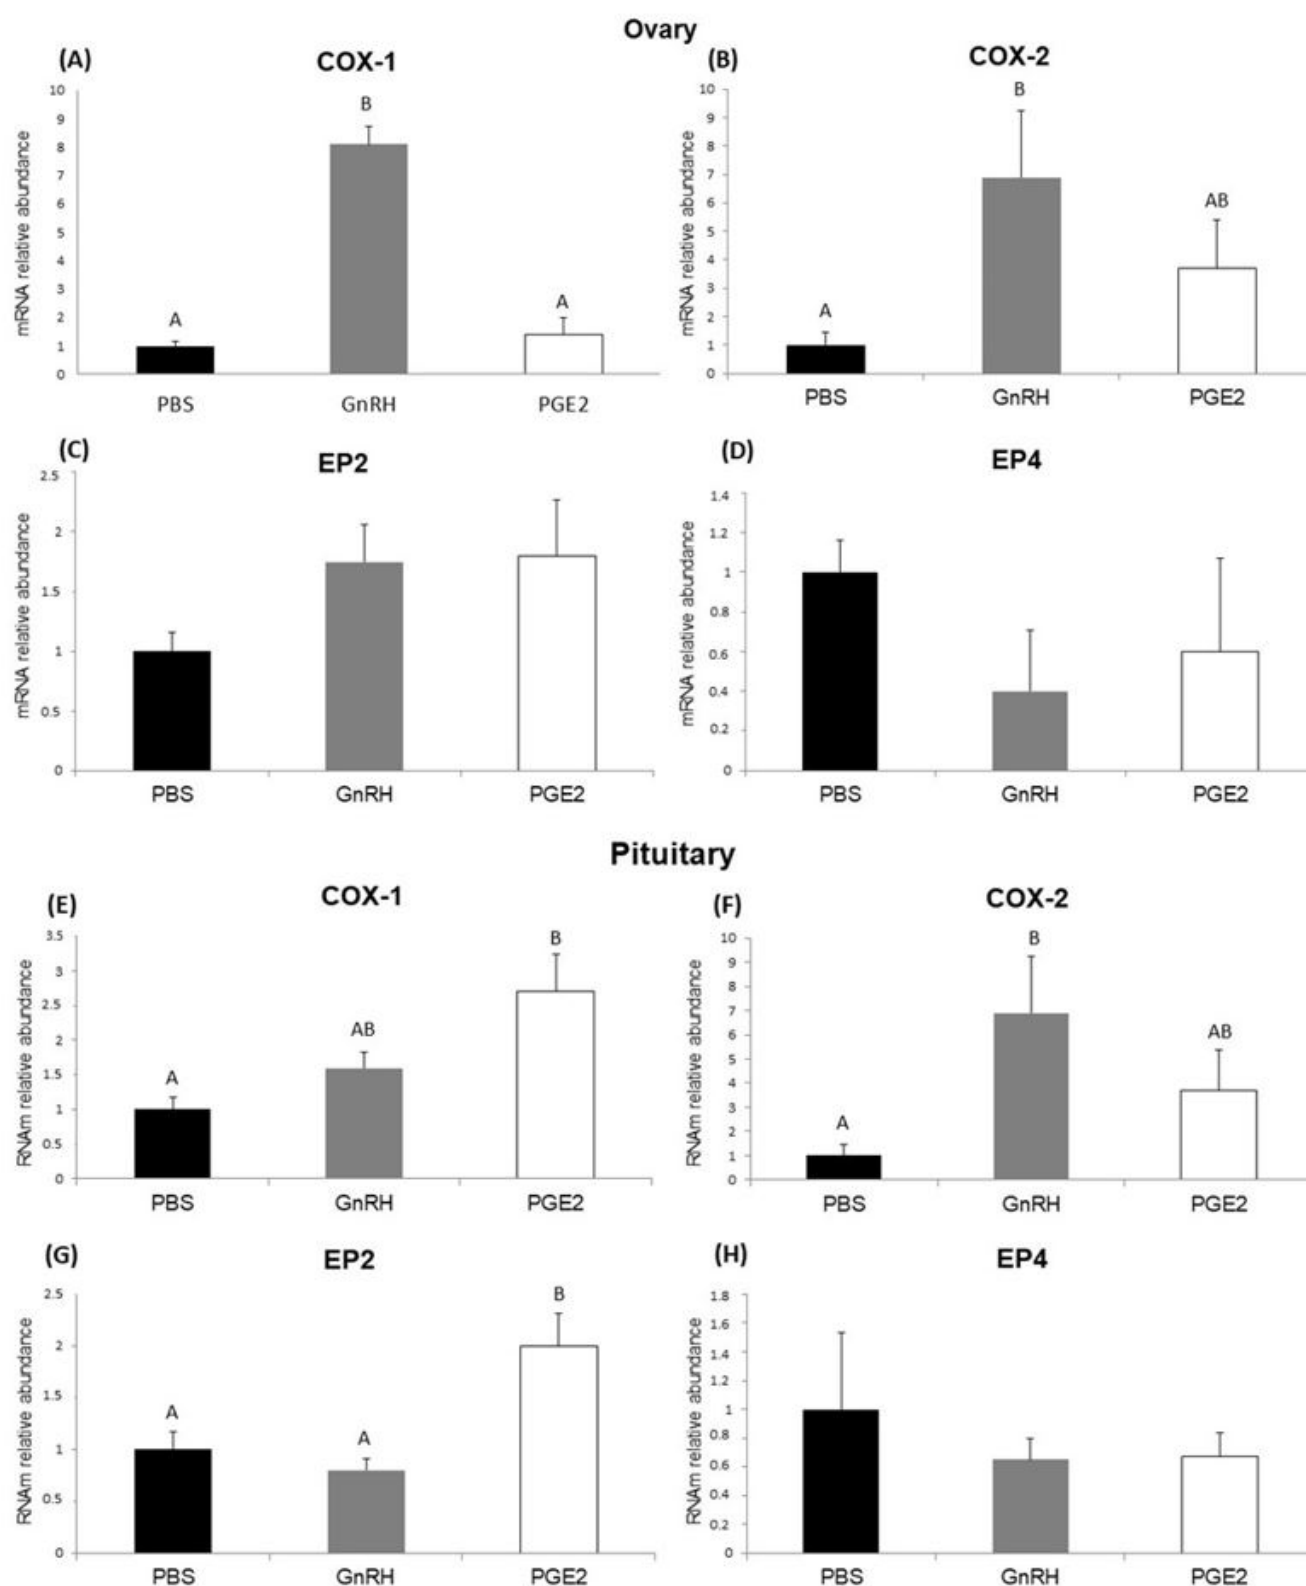 Ovary
(A)
COX-1
mRNA relative abundance
10
9
8
7
6
5
4
3
2
1
0
A
B
A
PBS GnRH PGE2
(B)
COX-2
mRNA relative abundance
10
9
8
7
6
5
4
3
2
1
0
A
B
AB
PBS GnRH PGE2
(C)
EP2
mRNA relative abundance
2.5
2
1.5
1
0.5
0
PBS GnRH PGE2
(D)
EP4
mRNA relative abundance
1.4
1.2
1
0.8
0.6
0.4
0.2
0
PBS GnRH PGE2
Pituitary
(E)
COX-1
RNAm relative abundance
3.5
3
2.5
2
1.5
1
0.5
0
A
AB
B
PBS GnRH PGE2
(F)
COX-2
RNAm relative abundance
10
9
8
7
6
5
4
3
2
1
0
A
B
AB
PBS GnRH PGE2
(G)
EP2
RNAm relative abundance
2.5
2
1.5
1
0.5
0
A
A
B
PBS GnRH PGE2
(H)
EP4
RNAm relative abundance
1.8
1.6
1.4
1.2
1
0.8
0.6
0.4
0.2
0
PBS GnRH PGE2